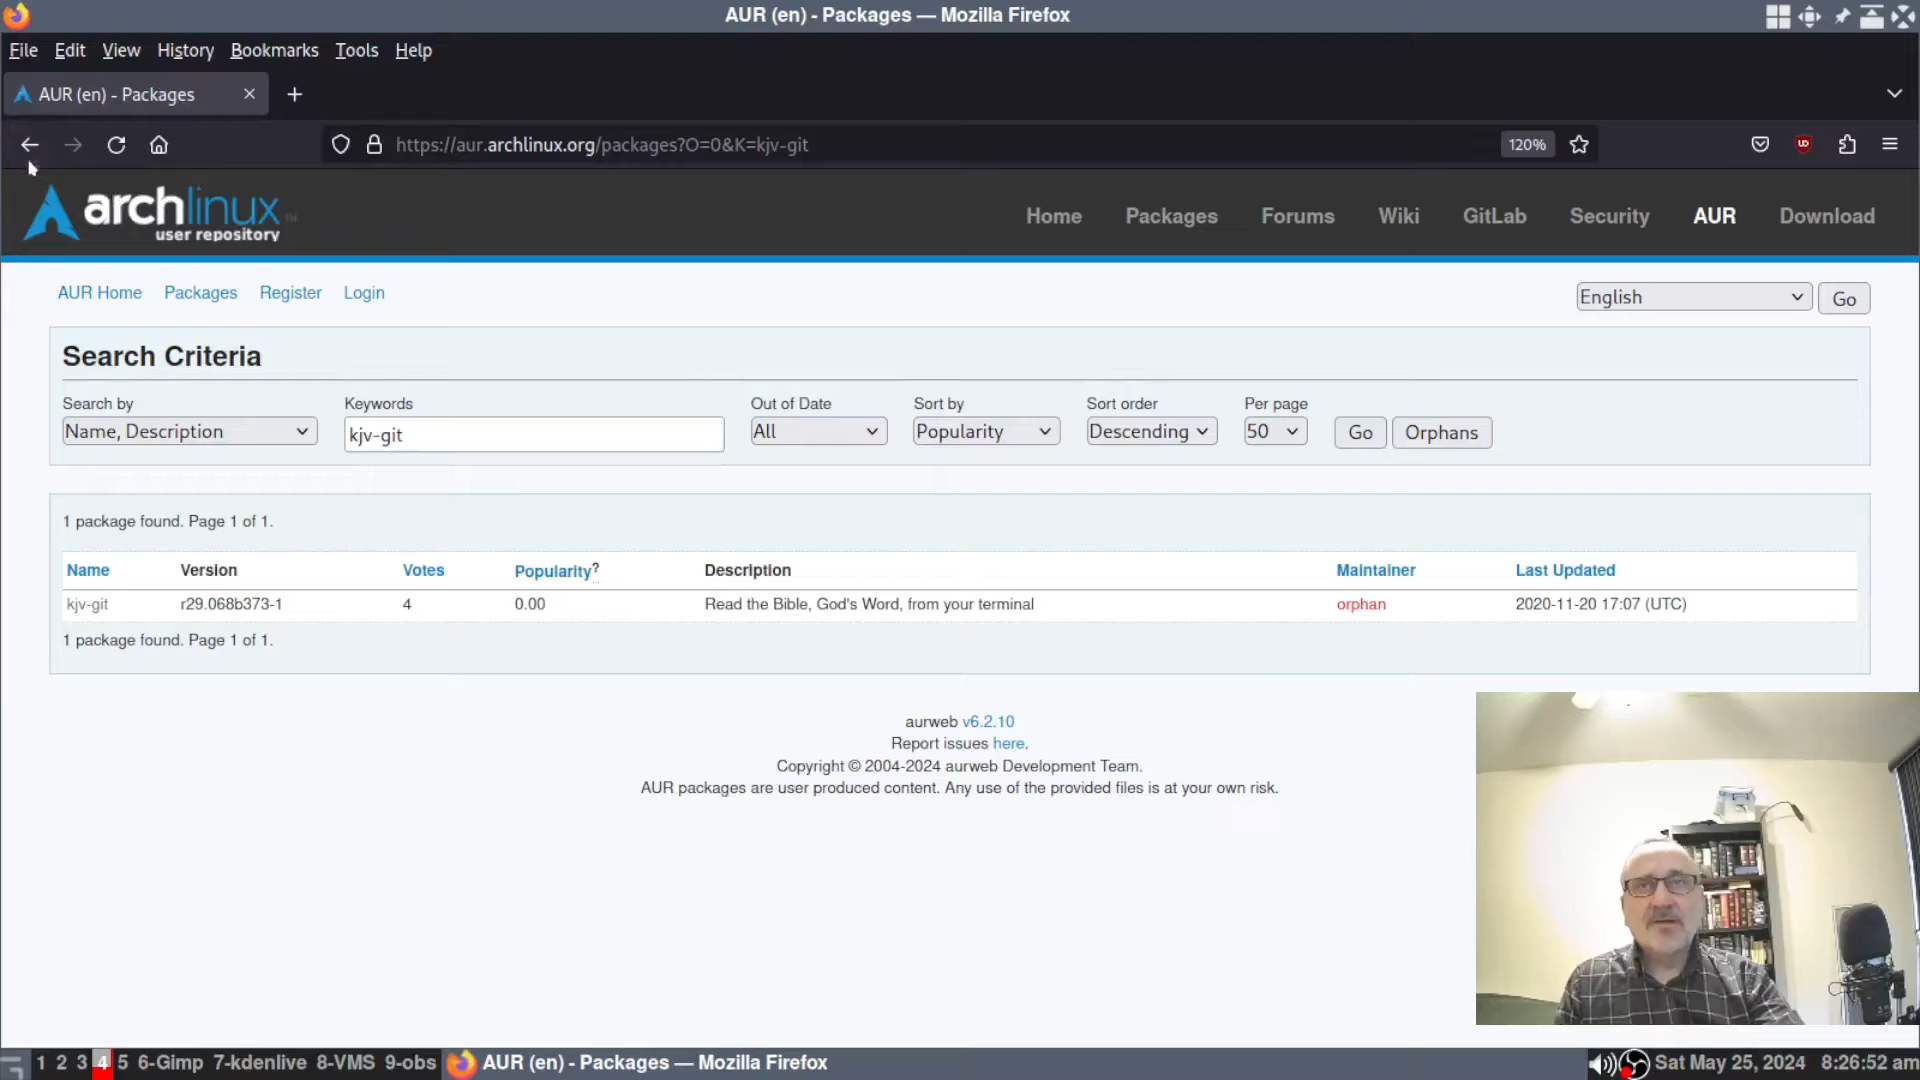 AUR (en) - Packages — Mozilla Firefox
File Edit View History Bookmarks Tools Help
AUR (en) - Packages
https://aur.archlinux.org/packages?O=0&K=kjv-git 120%
archlinux™
user repository
Home Packages Forums Wiki GitLab Security AUR Download
AUR Home Packages Register Login English Go
Search Criteria
Search by Keywords Out of Date Sort by Sort order Per page
Name, Description kjv-git All Popularity Descending 50 Go Orphans
1 package found. Page 1 of 1.
Name Version Votes Popularity? Description Maintainer Last Updated
kjv-git r29.068b373-1 4 0.00 Read the Bible, God's Word, from your terminal orphan 2020-11-20 17:07 (UTC)
1 package found. Page 1 of 1.
aurweb v6.2.10
Report issues here.
Copyright © 2004-2024 aurweb Development Team.
AUR packages are user produced content. Any use of the provided files is at your own risk.
1 2 3 4 5 6-Gimp 7-kdenlive 8-VMS 9-obs AUR (en) - Packages — Mozilla Firefox Sat May 25, 2024 8:26:52 am